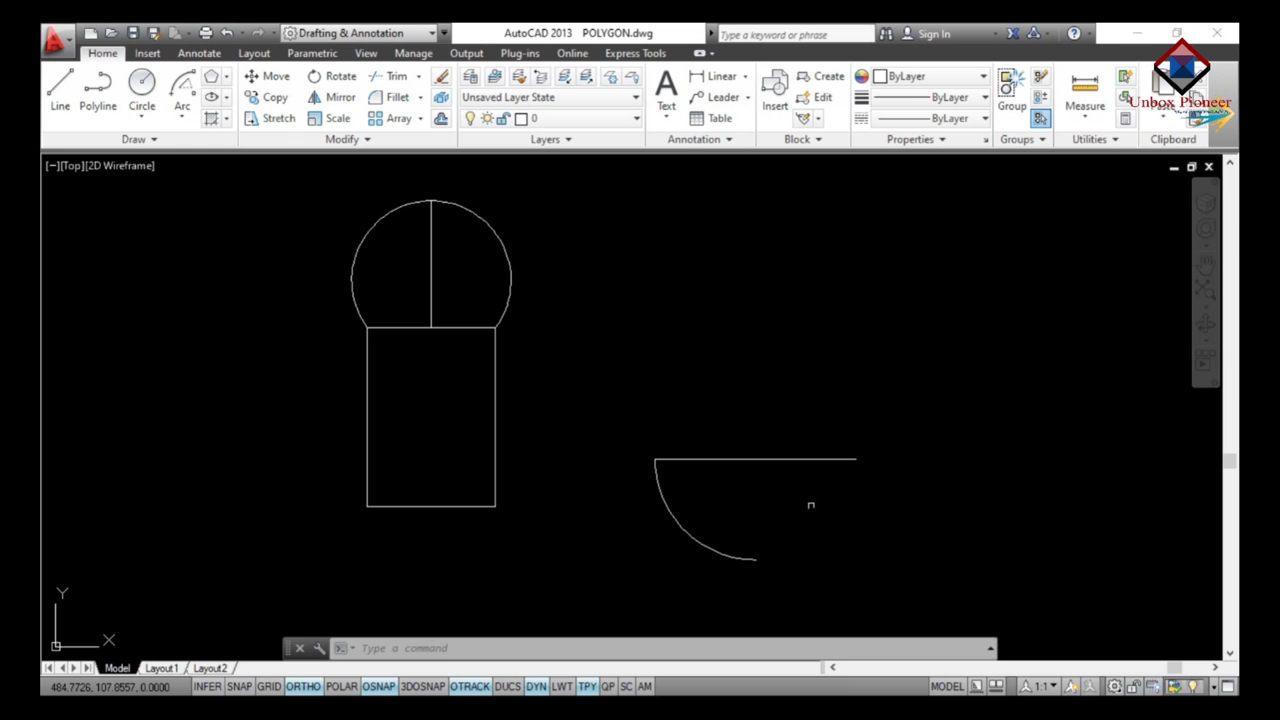 Drafting & Annotation
AutoCAD 2013 POLYGON.dwg
Type a keyword or phrase
Sign In
Home Insert Annotate Layout Parametric View Manage Output Plug-ins Online Express Tools
Move Rotate Trim Linear Create ByLayer
Line Polyline Circle Arc Copy Mirror Fillet Unsaved Layer State Text Leader Insert Edit ByLayer Group Measure
Stretch Scale Array 0 Table ByLayer
Unbox Pioneer
Draw Modify Layers Annotation Block Properties Groups Utilities Clipboard
[−][Top][2D Wireframe]
Y
X
Type a command
Model Layout1 Layout2
484.7726, 107.8557, 0.0000 INFER SNAP GRID ORTHO POLAR OSNAP 3DOSNAP OTRACK DUCS DYN LWT TPY QP SC AM MODEL 1:1